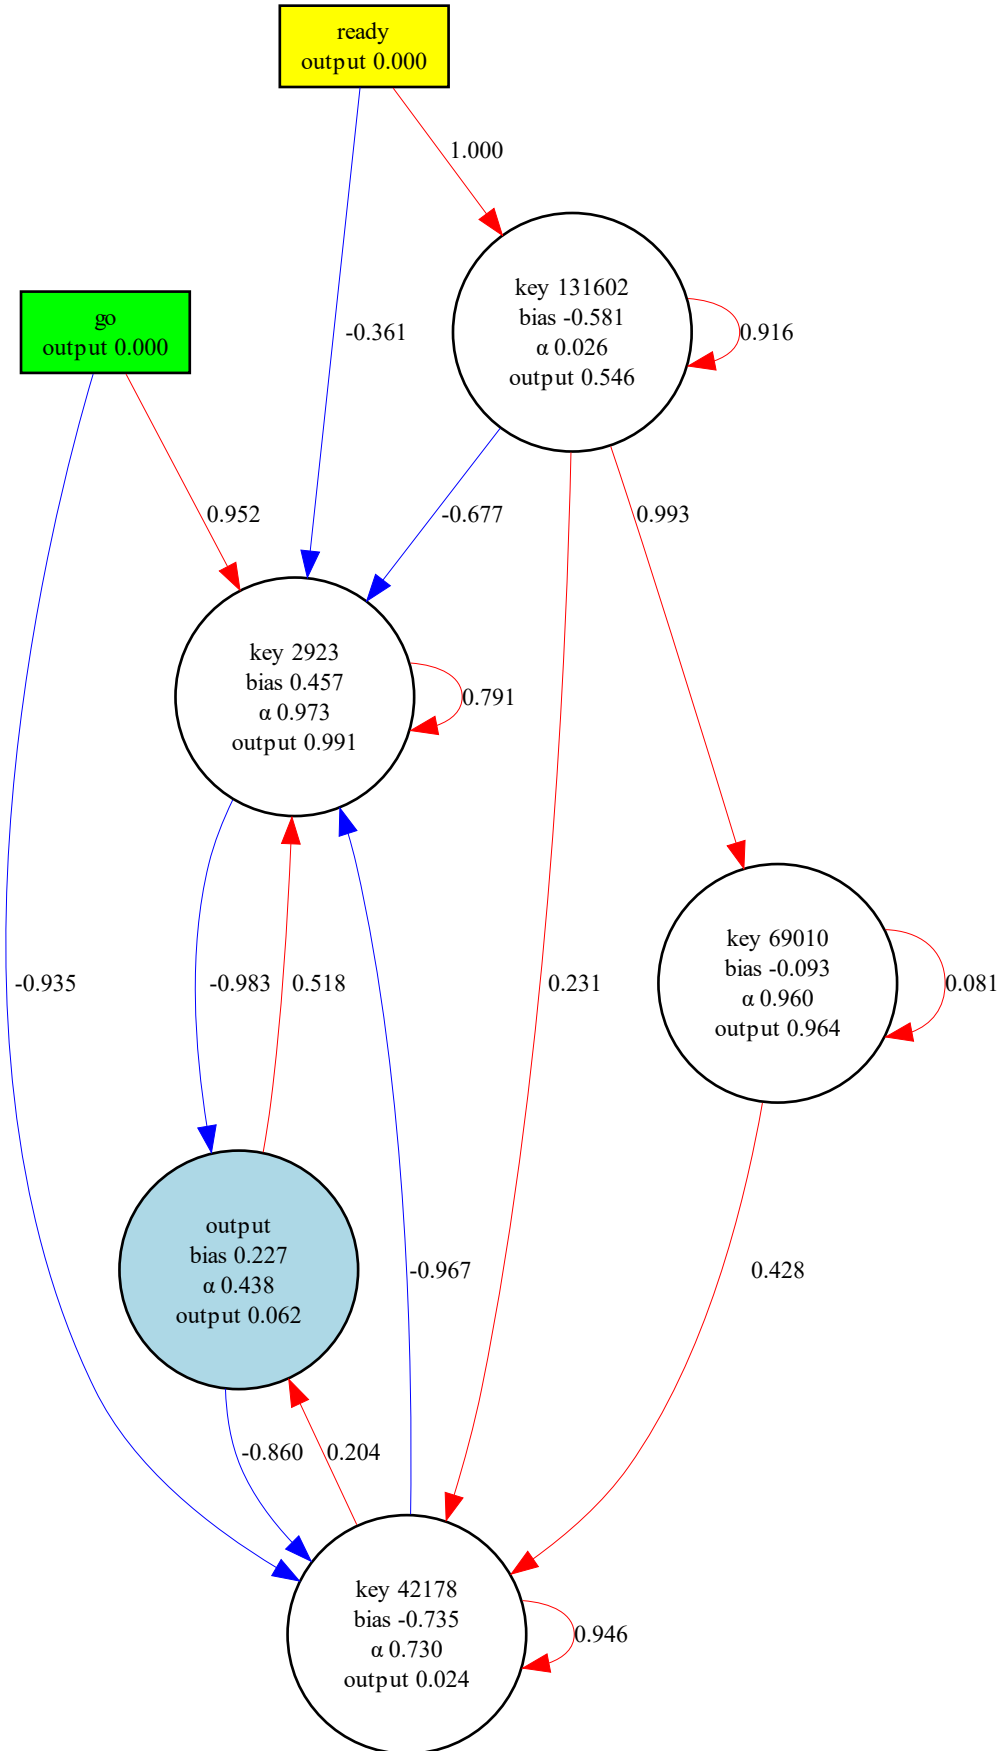 ready
output 0.000
1.000
key 131602
bias -0.581
α 0.026
output 0.546
0.916
go
output 0.000
-0.361
0.952
-0.677
0.993
key 2923
bias 0.457
α 0.973
output 0.991
0.791
key 69010
bias -0.093
α 0.960
output 0.964
0.081
-0.935
-0.983
0.518
0.231
output
bias 0.227
α 0.438
output 0.062
-0.967
0.428
-0.860
0.204
key 42178
bias -0.735
α 0.730
output 0.024
0.946